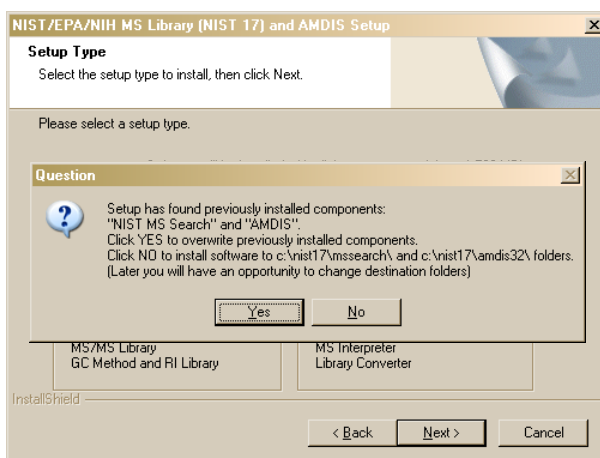 NIST/EPA/NIH MS Library (NIST 17) and AMDIS Setup
Setup Type
Select the setup type to install, then click Next.
Please select a setup type.
Question
Setup has found previously installed components:
"NIST MS Search" and "AMDIS".
Click YES to overwrite previously installed components.
Click NO to install software to c:\nist17\mssearch\ and c:\nist17\amdis32\ folders.
(Later you will have an opportunity to change destination folders)
Yes
No
MS/MS Library
MS Interpreter
GC Method and RI Library
Library Converter
InstallShield
< Back
Next >
Cancel